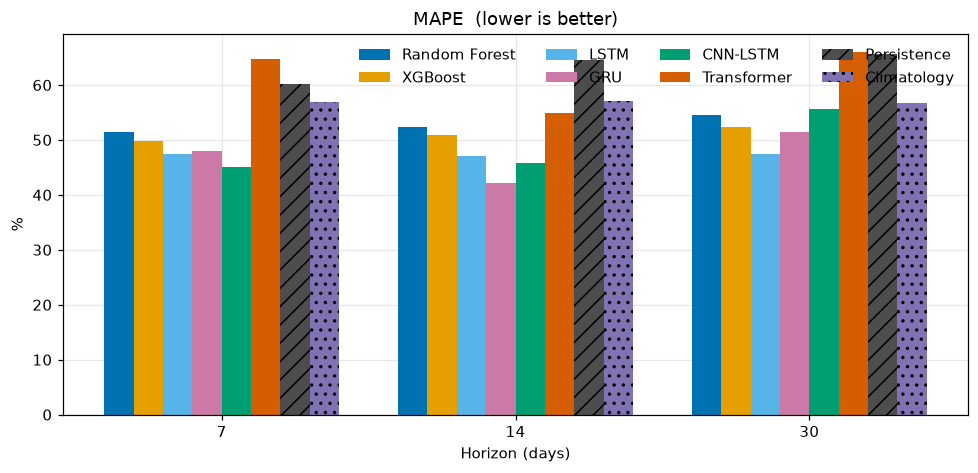 MAPE  (lower is better)
Random Forest LSTM CNN-LSTM Persistence
XGBoost GRU Transformer Climatology
60
50
40
30
20
10
0
%
7 14 30
Horizon (days)